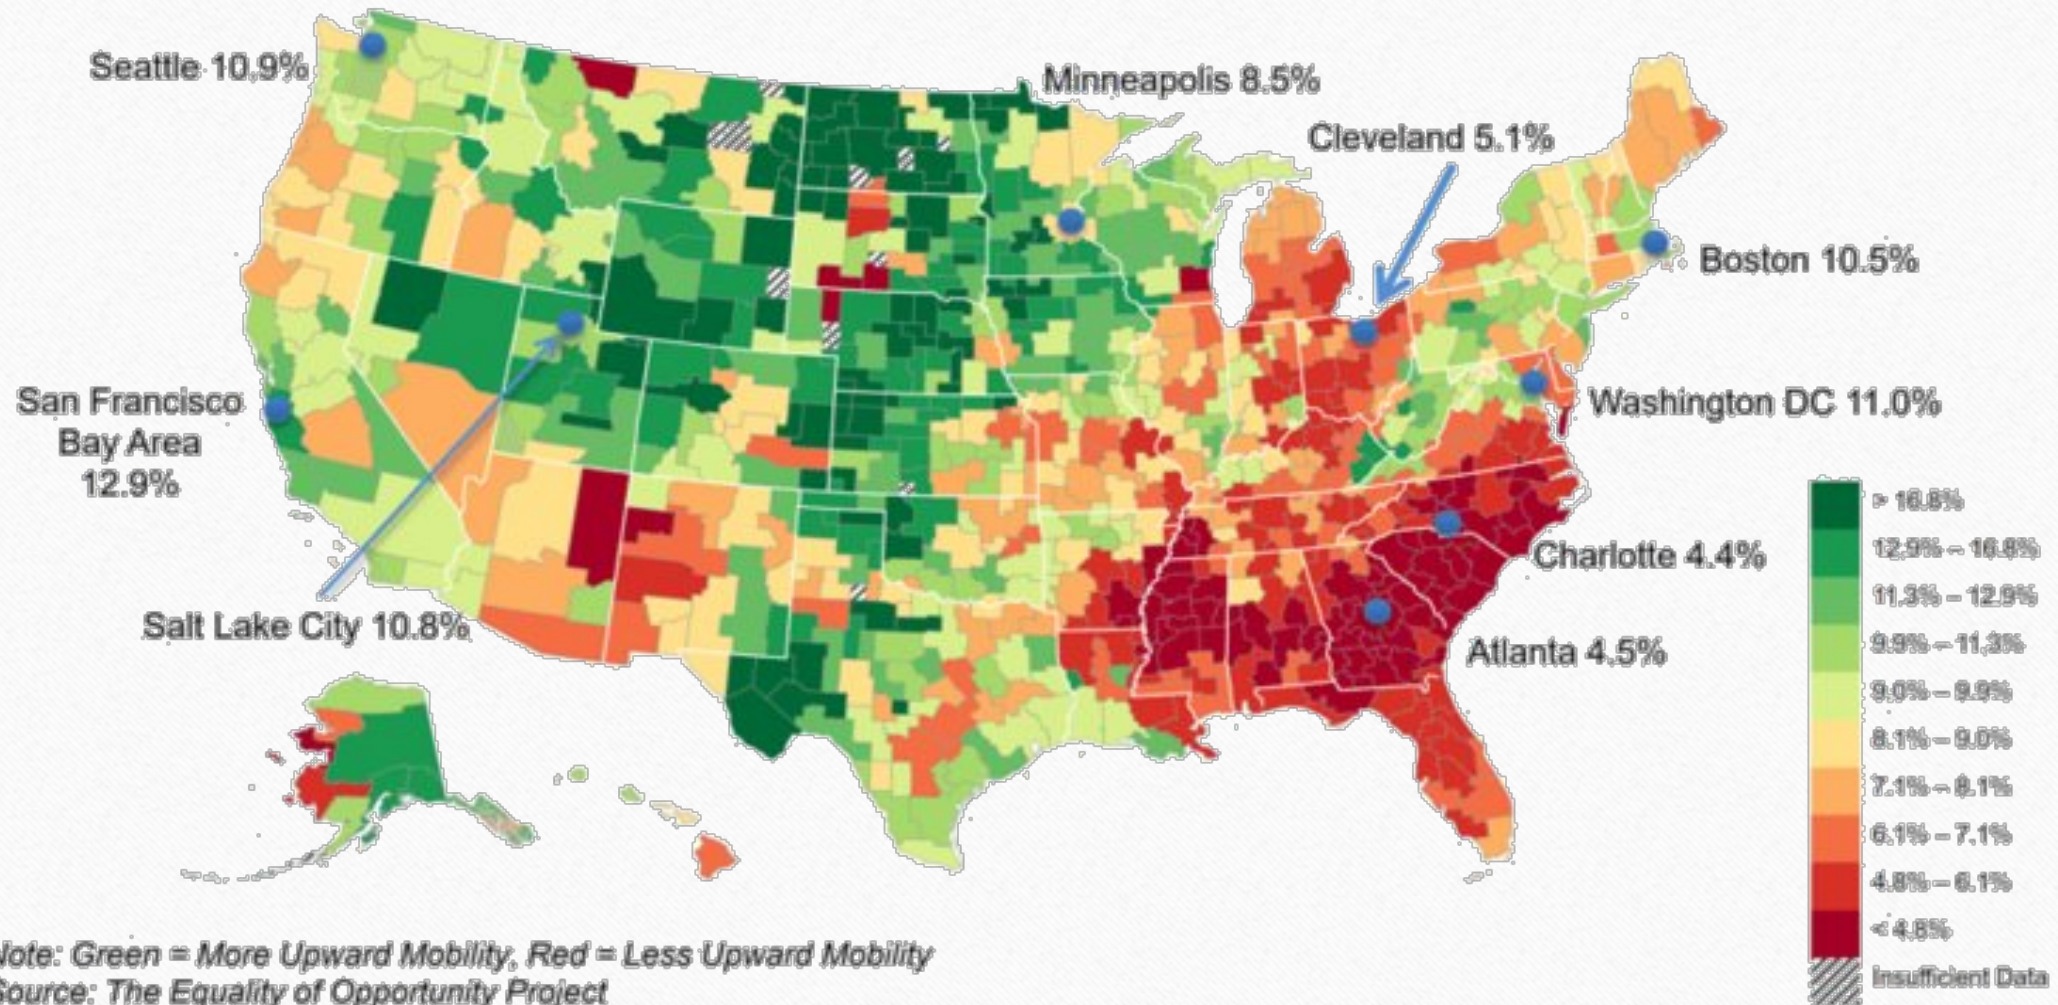 Seattle 10.9%
Minneapolis 8.5%
Cleveland 5.1%
Boston 10.5%
San Francisco
Bay Area
12.9%
Washington DC 11.0%
Charlotte 4.4%
Salt Lake City 10.8%
Atlanta 4.5%
> 16.8%
12.9% – 16.8%
11.3% – 12.9%
9.9% – 11.3%
9.0% – 9.9%
8.1% – 9.0%
7.1% – 8.1%
6.1% – 7.1%
4.8% – 6.1%
< 4.8%
Insufficient Data
Note: Green = More Upward Mobility, Red = Less Upward Mobility
Source: The Equality of Opportunity Project